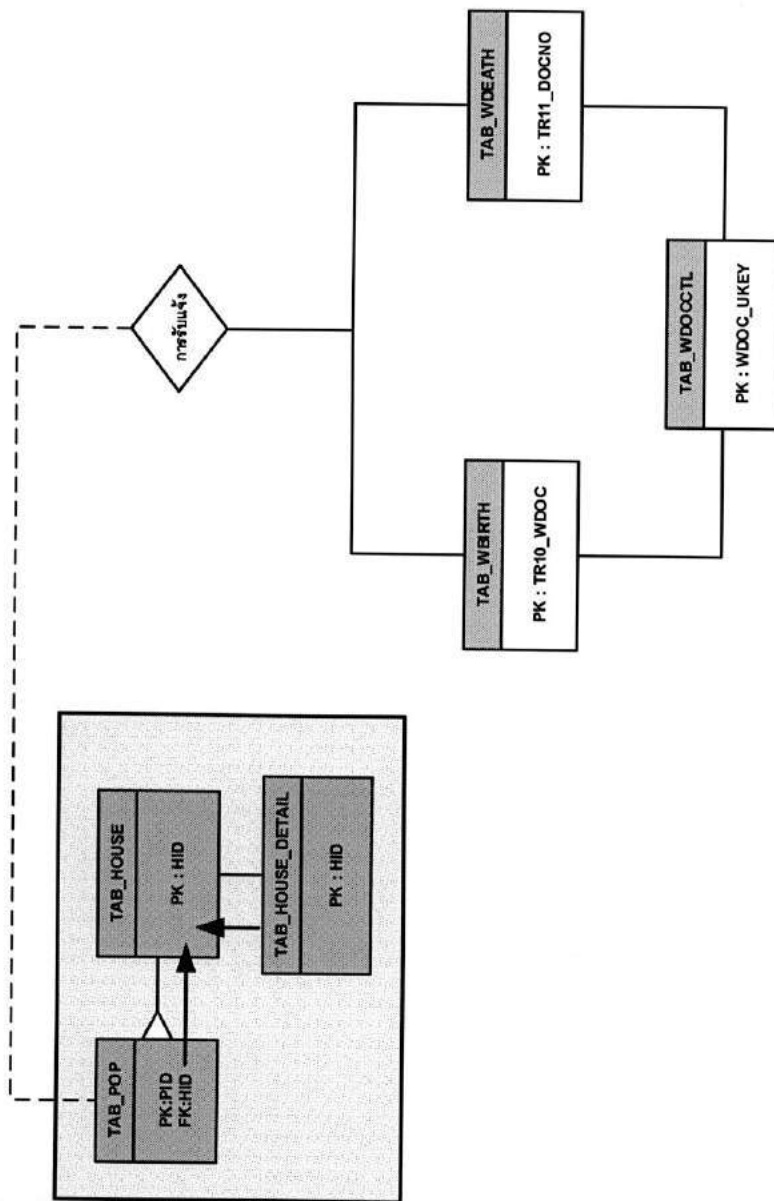 TAB_POP
PK:PID
FK:HID
TAB_HOUSE
PK : HID
TAB_HOUSE_DETAIL
PK : HID
การรับแจ้ง
TAB_WBIRTH
PK : TR10_WDOC
TAB_WDEATH
PK : TR11_DOCNO
TAB_WDOCCTL
PK : WDOC_UKEY